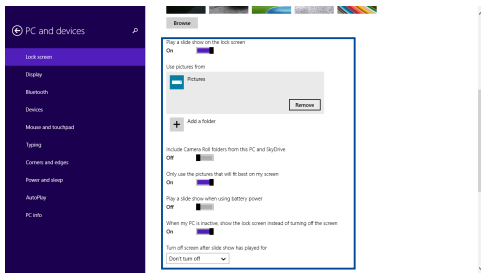 PC and devices
Lock screen
Display
Bluetooth
Devices
Mouse and touchpad
Typing
Corners and edges
Power and sleep
AutoPlay
PC info
Browse
Play a slide show on the lock screen
On
Use pictures from
Pictures
Remove
Add a folder
Include Camera Roll folders from this PC and SkyDrive
Off
Only use the pictures that will fit best on my screen
On
Play a slide show when using battery power
Off
When my PC is inactive, show the lock screen instead of turning off the screen
On
Turn off screen after slide show has played for
Don't turn off